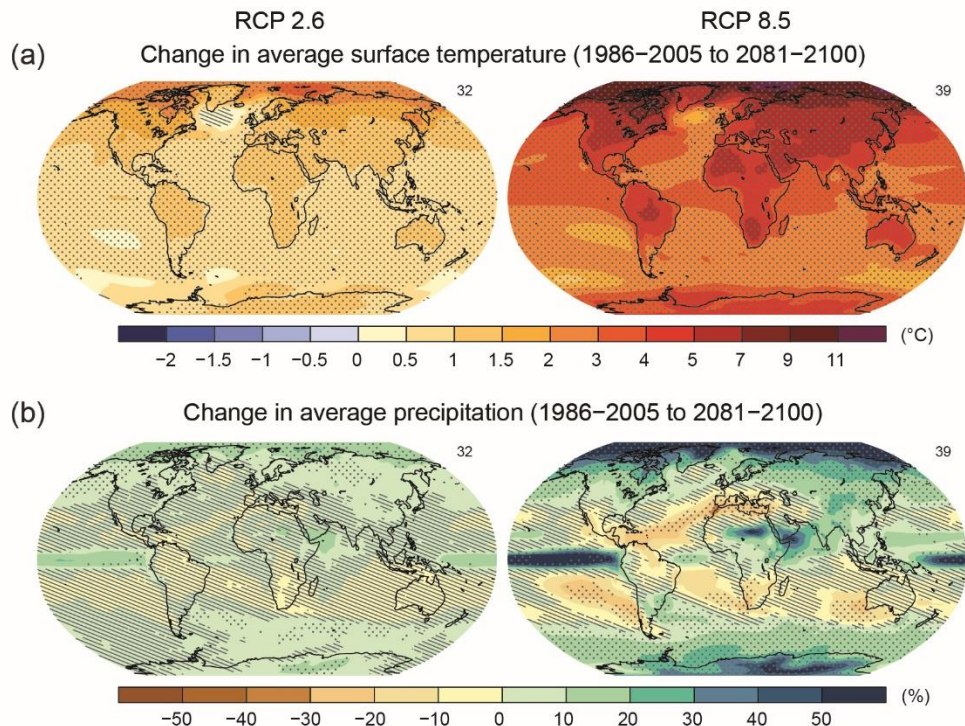 RCP 2.6 RCP 8.5
(a) Change in average surface temperature (1986−2005 to 2081−2100)
32 39
(°C)
−2 −1.5 −1 −0.5 0 0.5 1 1.5 2 3 4 5 7 9 11
(b) Change in average precipitation (1986−2005 to 2081−2100)
32 39
(%)
−50 −40 −30 −20 −10 0 10 20 30 40 50